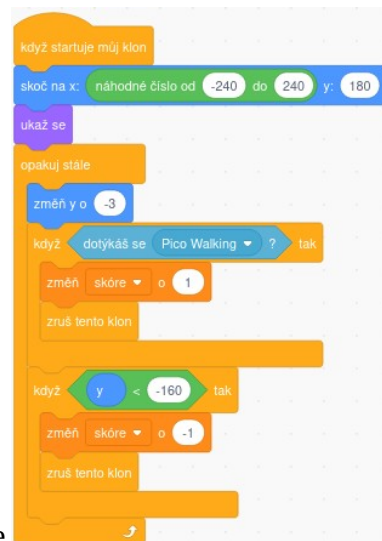 když startuje můj klon
skoč na x: náhodné číslo od -240 do 240 y: 180
ukaž se
opakuj stále
změň y o -3
když dotýkáš se Pico Walking ? tak
změň skóre o 1
zruš tento klon
když y < -160 tak
změň skóre o -1
zruš tento klon